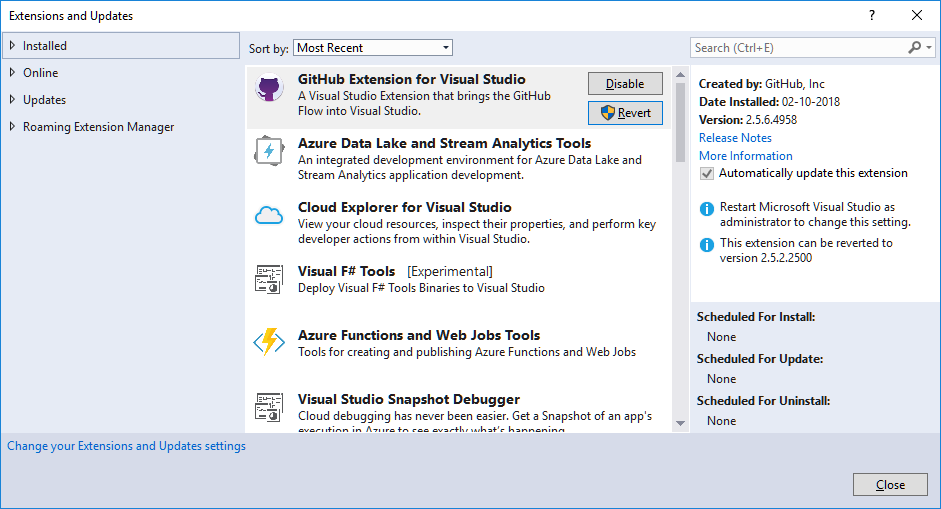 Extensions and Updates
Installed
Online
Updates
Roaming Extension Manager
Sort by: Most Recent
GitHub Extension for Visual Studio
A Visual Studio Extension that brings the GitHub
Flow into Visual Studio.
Disable
Revert
Azure Data Lake and Stream Analytics Tools
An integrated development environment for Azure Data Lake and
Stream Analytics application development.
Cloud Explorer for Visual Studio
View your cloud resources, inspect their properties, and perform key
developer actions from within Visual Studio.
Visual F# Tools [Experimental]
Deploy Visual F# Tools Binaries to Visual Studio
Azure Functions and Web Jobs Tools
Tools for creating and publishing Azure Functions and Web Jobs
Visual Studio Snapshot Debugger
Cloud debugging has never been easier. Get a Snapshot of an app's
execution in Azure to see exactly what's happening
Search (Ctrl+E)
Created by: GitHub, Inc
Date Installed: 02-10-2018
Version: 2.5.6.4958
Release Notes
More Information
Automatically update this extension
Restart Microsoft Visual Studio as
administrator to change this setting.
This extension can be reverted to
version 2.5.2.2500
Scheduled For Install:
None
Scheduled For Update:
None
Scheduled For Uninstall:
None
Change your Extensions and Updates settings
Close